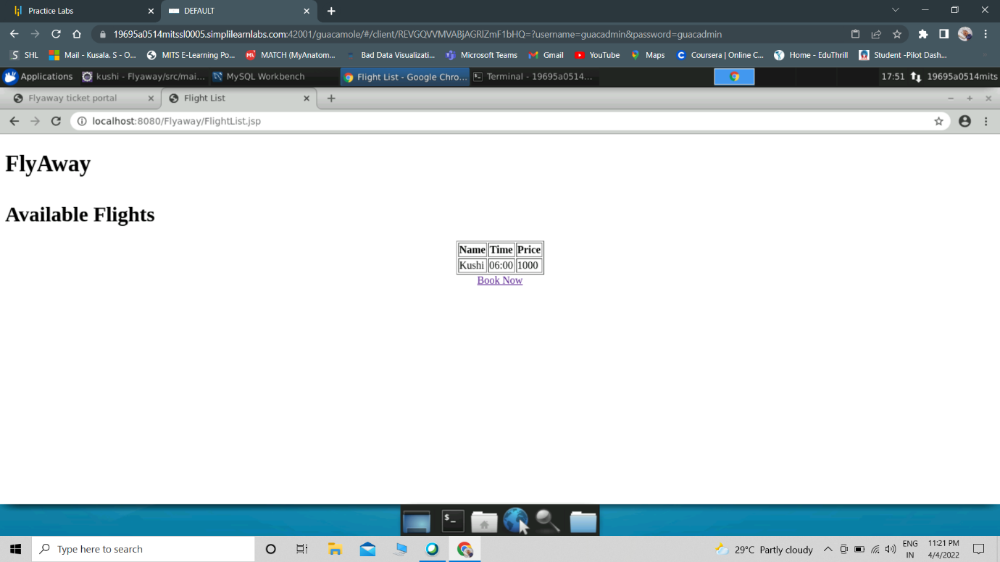 Practice Labs
DEFAULT
19695a0514mitssl0005.simplilearnlabs.com:42001/guacamole/#/client/REVGQVVMVABjAGRlZmF1bHQ=?username=guacadmin&password=guacadmin
SHL Mail - Kusala. S - O... MITS E-Learning Po... MATCH (MyAnatom... Bad Data Visualizati... Microsoft Teams Gmail YouTube Maps Coursera | Online C... Home - EduThrill Student -Pilot Dash...
Applications kushi - Flyaway/src/mai... MySQL Workbench Flight List - Google Chro... Terminal - 19695a0514... 17:51 19695a0514mits
Flyaway ticket portal
Flight List
localhost:8080/Flyaway/FlightList.jsp
FlyAway
Available Flights
Name Time Price
Kushi 06:00 1000
Book Now
Type here to search
29°C Partly cloudy
ENG
IN
11:21 PM
4/4/2022